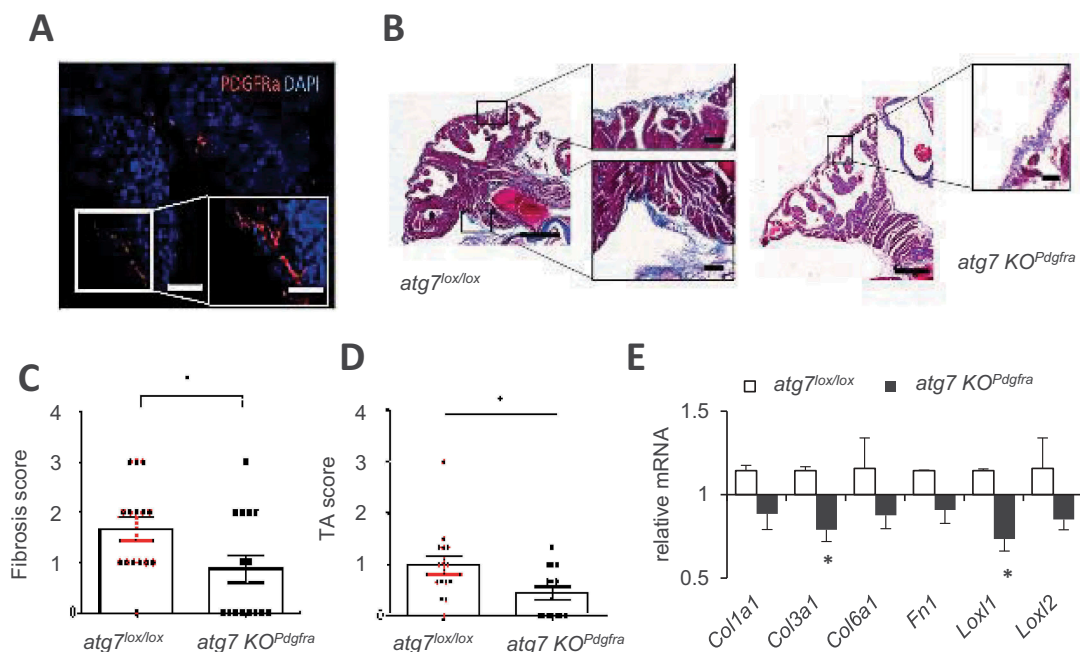 A
B
PDGFRa DAPI
atg7lox/lox
atg7 KOPdgfra
C
D
E
atg7lox/lox
atg7 KOPdgfra
Fibrosis score
4
3
2
1
0
atg7lox/lox
atg7 KOPdgfra
TA score
4
3
2
1
0
atg7lox/lox
atg7 KOPdgfra
relative mRNA
1.5
1
0.5
*
*
Col1a1
Col3a1
Col6a1
Fn1
Loxl1
Loxl2